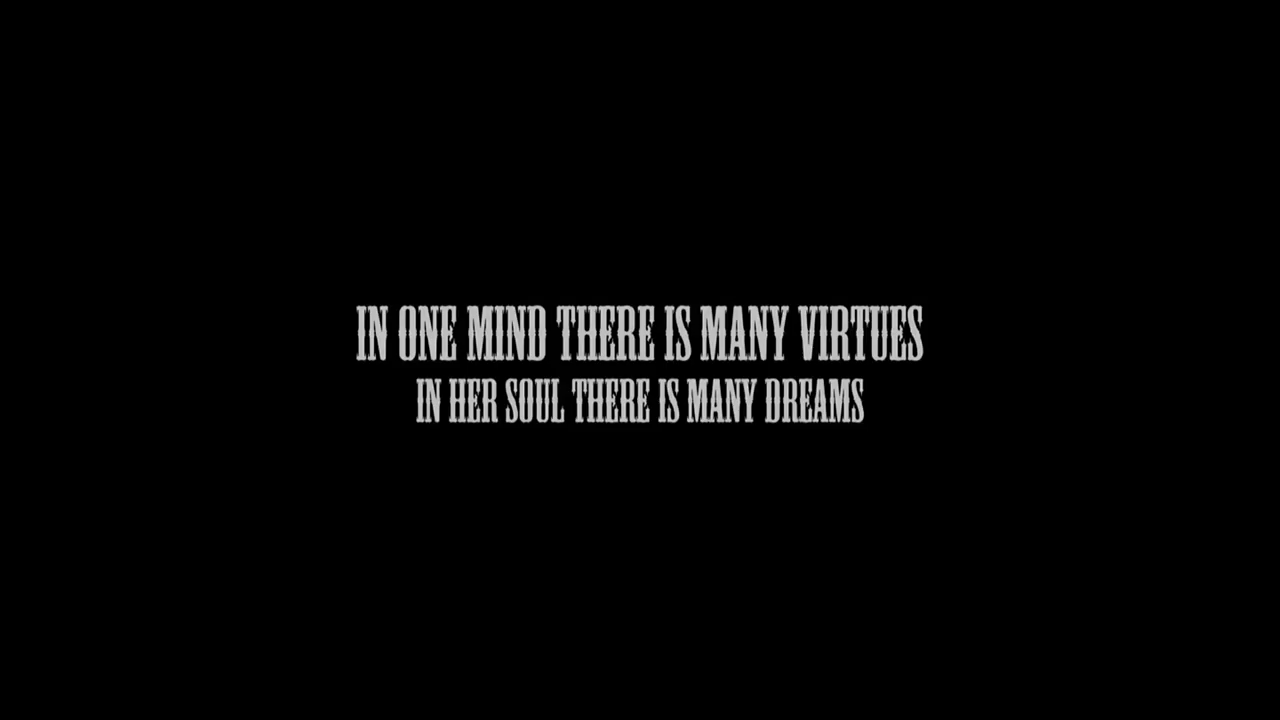 IN ONE MIND THERE IS MANY VIRTUES
IN HER SOUL THERE IS MANY DREAMS